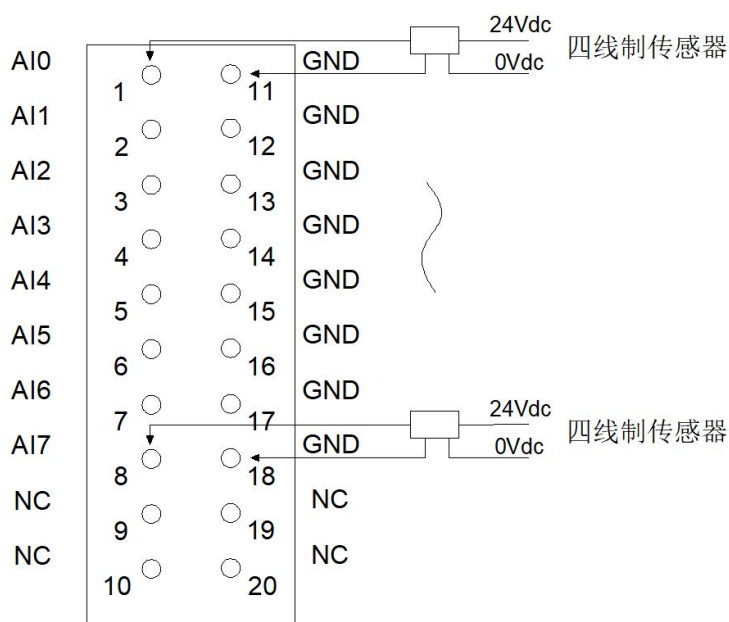 24Vdc
AI0 GND 0Vdc 四线制传感器
1 11
AI1 GND
2 12
AI2 GND
3 13
AI3 GND
4 14
AI4 GND
5 15
AI5 GND
6 16
AI6 GND
7 17 24Vdc
AI7 GND 0Vdc 四线制传感器
8 18
NC NC
9 19
NC NC
10 20